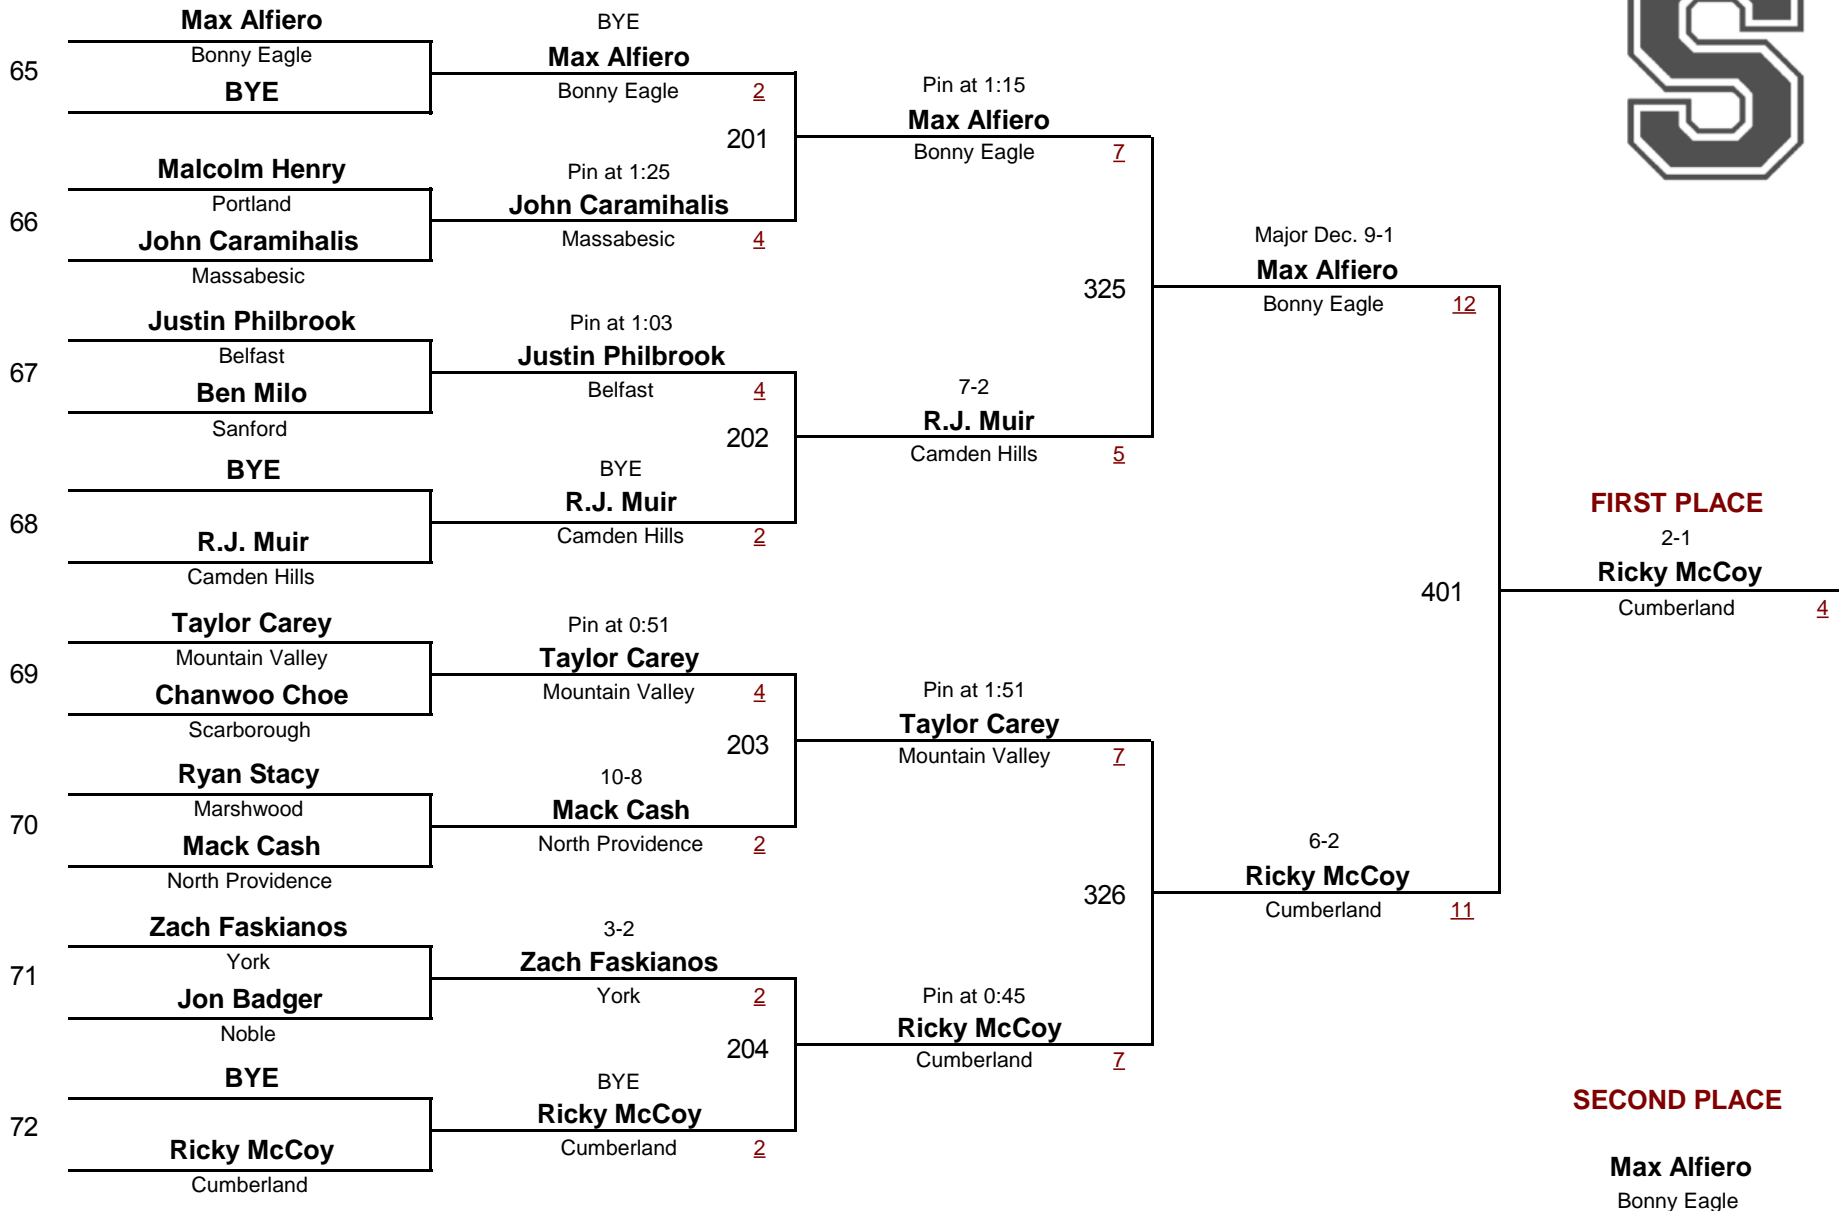 Max Alfiero
Bonny Eagle
65
BYE
Malcolm Henry
Portland
66
John Caramihalis
Massabesic
Justin Philbrook
Belfast
67
Ben Milo
Sanford
BYE
68
R.J. Muir
Camden Hills
Taylor Carey
Mountain Valley
69
Chanwoo Choe
Scarborough
Ryan Stacy
Marshwood
70
Mack Cash
North Providence
Zach Faskianos
York
71
Jon Badger
Noble
BYE
72
Ricky McCoy
Cumberland
BYE
Max Alfiero
Bonny Eagle 2
201
Pin at 1:25
John Caramihalis
Massabesic 4
Pin at 1:03
Justin Philbrook
Belfast 4
202
BYE
R.J. Muir
Camden Hills 2
Pin at 0:51
Taylor Carey
Mountain Valley 4
203
10-8
Mack Cash
North Providence 2
3-2
Zach Faskianos
York 2
204
BYE
Ricky McCoy
Cumberland 2
Pin at 1:15
Max Alfiero
Bonny Eagle 7
325
7-2
R.J. Muir
Camden Hills 5
Pin at 1:51
Taylor Carey
Mountain Valley 7
326
Pin at 0:45
Ricky McCoy
Cumberland 7
Major Dec. 9-1
Max Alfiero
Bonny Eagle 12
401
6-2
Ricky McCoy
Cumberland 11
S
FIRST PLACE
2-1
Ricky McCoy
Cumberland 4
SECOND PLACE
Max Alfiero
Bonny Eagle